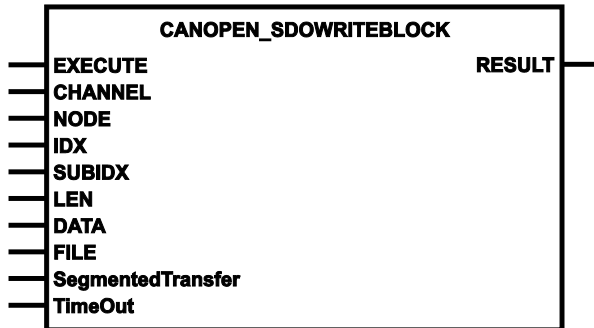 CANOPEN_SDOWRITEBLOCK
EXECUTE RESULT
CHANNEL
NODE
IDX
SUBIDX
LEN
DATA
FILE
SegmentedTransfer
TimeOut